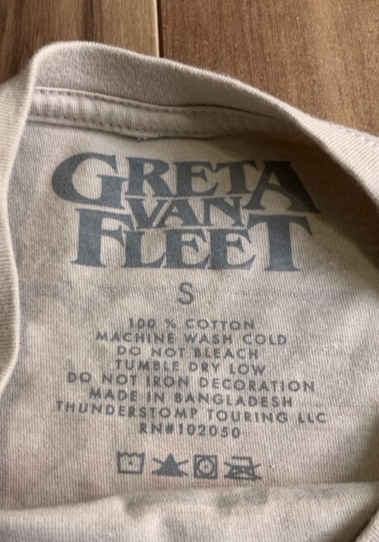 GRETA
VAN
FLEET
S
100 % COTTON
MACHINE WASH COLD
DO NOT BLEACH
TUMBLE DRY LOW
DO NOT IRON DECORATION
MADE IN BANGLADESH
THUNDERSTOMP TOURING LLC
RN#102050